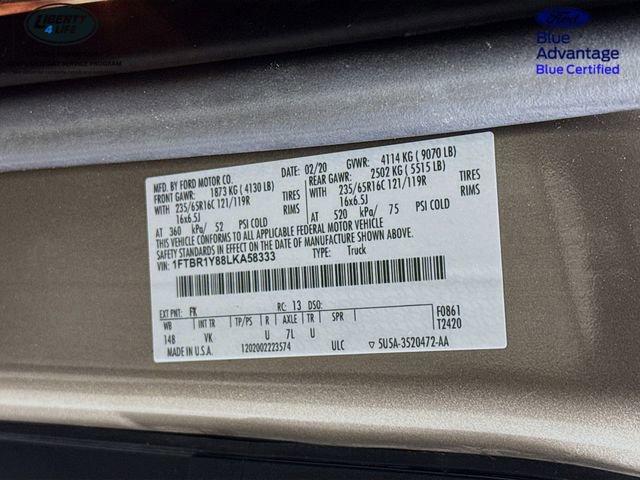 LIBERTY
4LIFE
Ford
Blue
Advantage
Blue Certified
MFD. BY FORD MOTOR CO.
02/20 GVWR: 4114 KG ( 9070 LB)
FRONT GAWR: 1873 KG ( 4130 LB)
REAR GAWR: 2502 KG ( 5515 LB)
WITH 235/65R16C 121/119R TIRES
WITH 235/65R16C 121/119R TIRES
16x6.5J RIMS
16x6.5J RIMS
AT 360 kPa/ 52 PSI COLD
AT 520 kPa/ 75 PSI COLD
THIS VEHICLE CONFORMS TO ALL APPLICABLE FEDERAL MOTOR VEHICLE
SAFETY STANDARDS IN EFFECT ON THE DATE OF MANUFACTURE SHOWN ABOVE.
VIN: 1FTBR1Y88LKA58333
TYPE: Truck
EXT PNT: FK RC: 13 DSO:
WB INT TR TP/PS R AXLE TR SPR
148 VK U 7L U
F0861
T2420
MADE IN U.S.A. 1202002223574 ULC ▽ 5U5A-3520472-AA